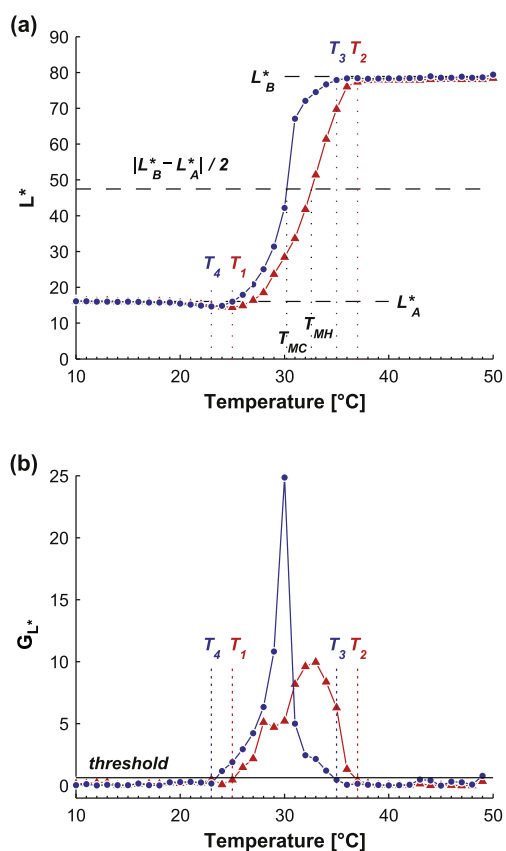 (a)
90
80
70
60
50
40
30
20
10
0
L*
L*B
T3 T2
|L*B – L*A| / 2
T4 T1
L*A
TMC
TMH
10 20 30 40 50
Temperature [°C]
(b)
25
20
15
10
5
0
GL*
T4 T1
T3 T2
threshold
10 20 30 40 50
Temperature [°C]